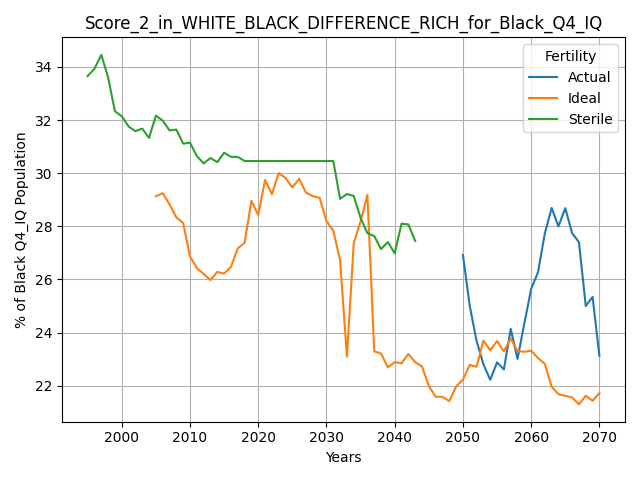 Score_2_in_WHITE_BLACK_DIFFERENCE_RICH_for_Black_Q4_IQ
Fertility
Actual
Ideal
Sterile
% of Black Q4_IQ Population
34
32
30
28
26
24
22
2000 2010 2020 2030 2040 2050 2060 2070
Years